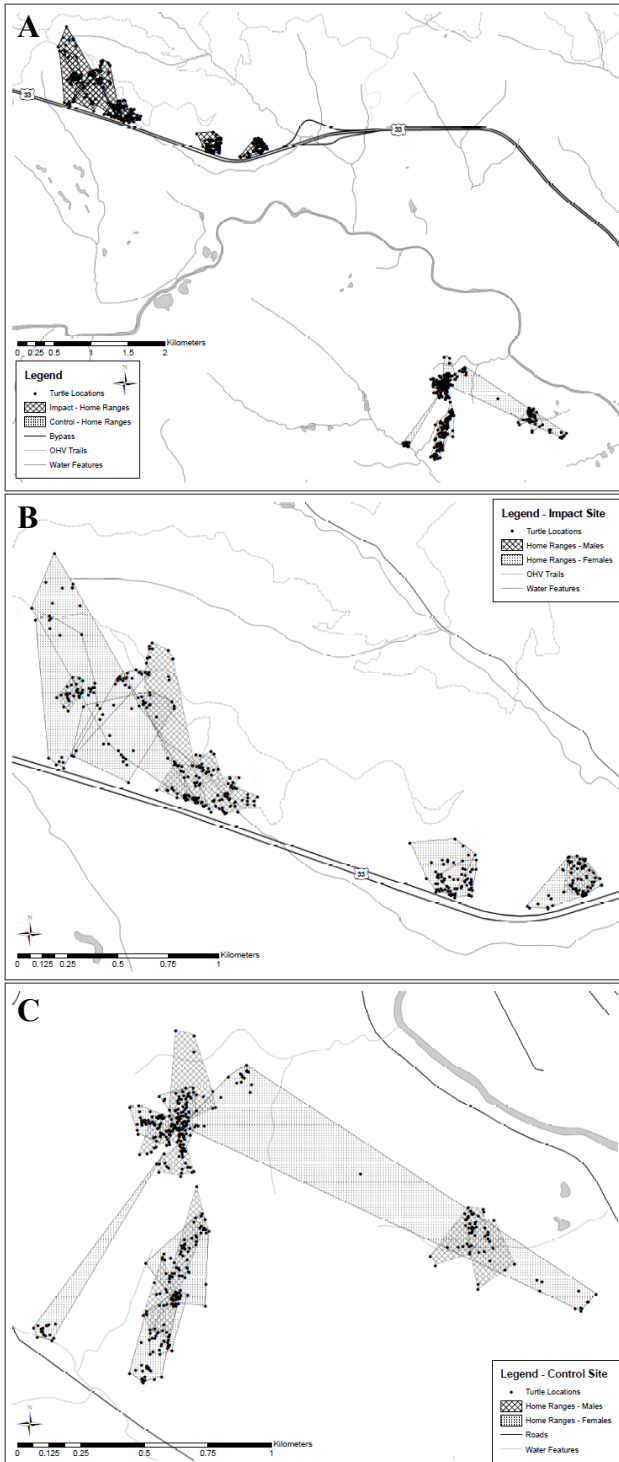 A
33
33
Kilometers
0 0.25 0.5 1 1.5 2
N
Legend
Turtle Locations
Impact - Home Ranges
Control - Home Ranges
Bypass
OHV Trails
Water Features
B
Legend - Impact Site
Turtle Locations
Home Ranges - Males
Home Ranges - Females
OHV Trails
Water Features
33
N
Kilometers
0 0.125 0.25 0.5 0.75 1
C
Legend - Control Site
Turtle Locations
Home Ranges - Males
Home Ranges - Females
Roads
Water Features
N
Kilometers
0 0.125 0.25 0.5 0.75 1